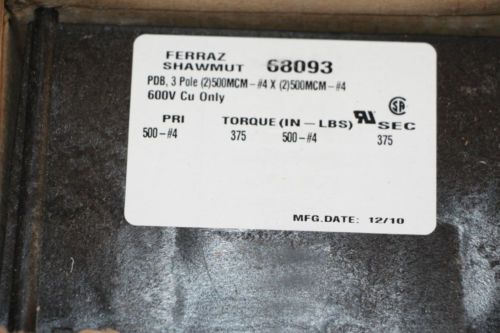 FERRAZ
SHAWMUT 68093
PDB, 3 Pole (2)500MCM-#4 X (2)500MCM-#4
600V Cu Only
PRI TORQUE (IN-LBS) SEC
500-#4 375 500-#4 375
MFG.DATE: 12/10